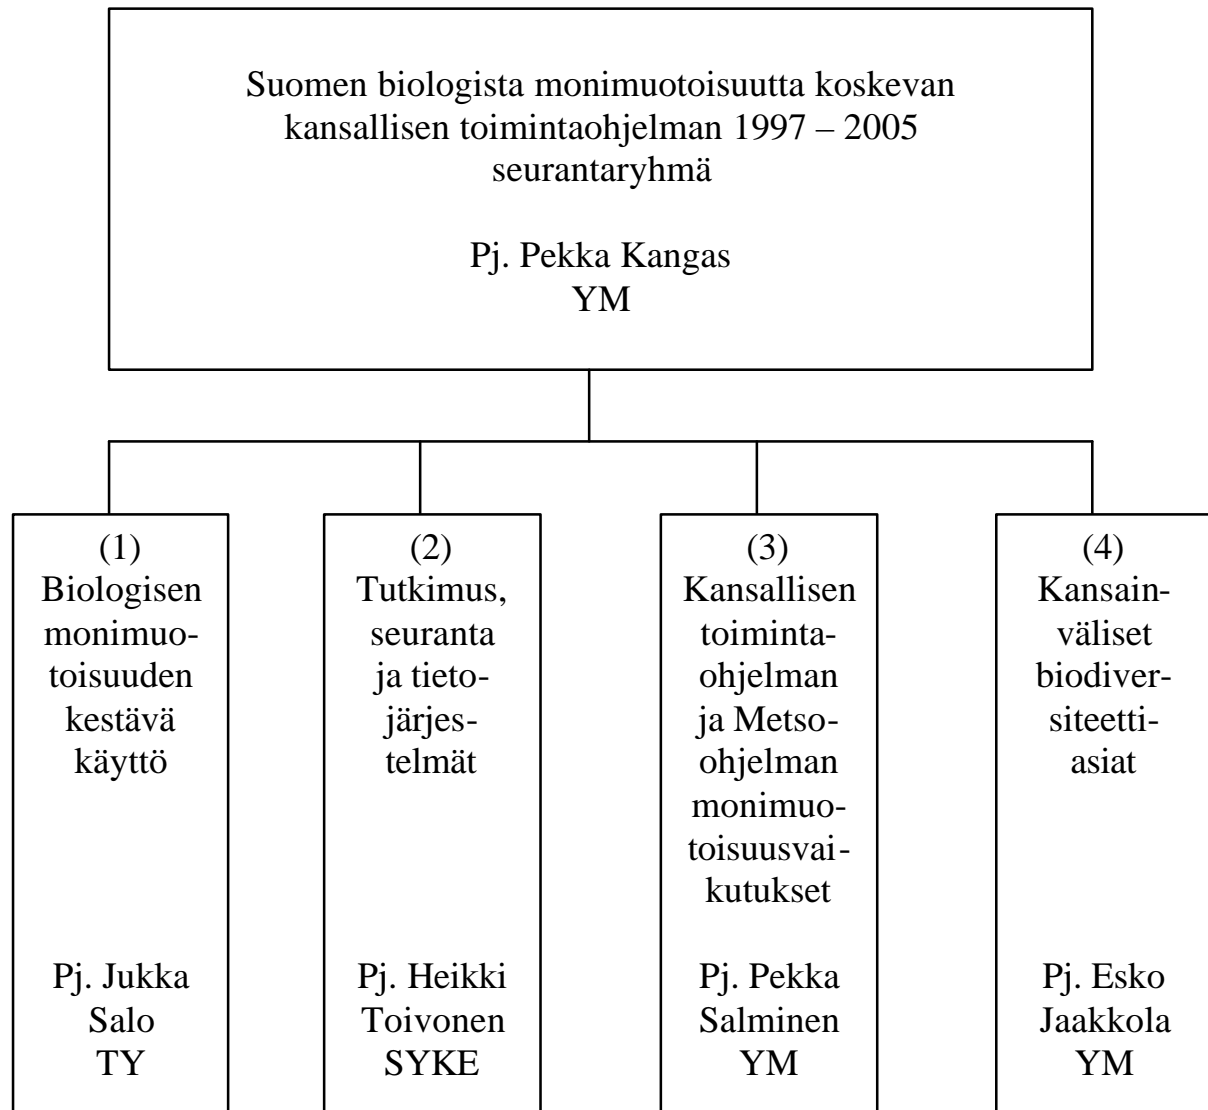 Suomen biologista monimuotoisuutta koskevan
kansallisen toimintaohjelman 1997 – 2005
seurantaryhmä
Pj. Pekka Kangas
YM
(1)
Biologisen
monimuo-
toisuuden
kestävä
käyttö
Pj. Jukka
Salo
TY
(2)
Tutkimus,
seuranta
ja tieto-
järjes-
telmät
Pj. Heikki
Toivonen
SYKE
(3)
Kansallisen
toiminta-
ohjelman
ja Metso-
ohjelman
monimuo-
toisuusvai-
kutukset
Pj. Pekka
Salminen
YM
(4)
Kansain-
väliset
biodiver-
siteetti-
asiat
Pj. Esko
Jaakkola
YM